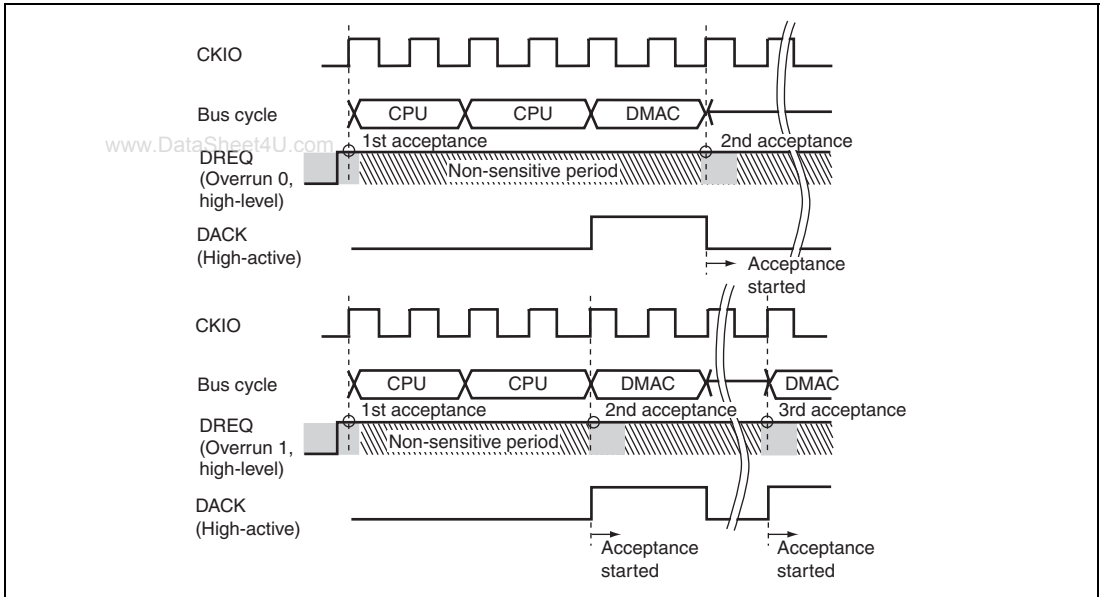 CKIO
Bus cycle
CPU
CPU
DMAC
www.DataSheet4U.com
1st acceptance
2nd acceptance
DREQ
(Overrun 0,
high-level)
Non-sensitive period
DACK
(High-active)
Acceptance
started
CKIO
Bus cycle
CPU
CPU
DMAC
DMAC
1st acceptance
2nd acceptance
3rd acceptance
DREQ
(Overrun 1,
high-level)
Non-sensitive period
DACK
(High-active)
Acceptance
started
Acceptance
started